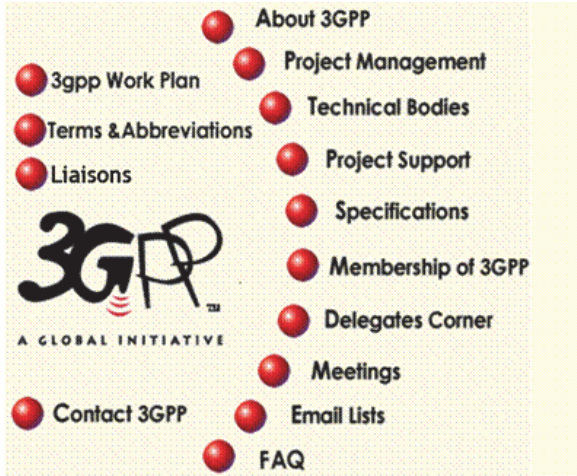 About 3GPP
Project Management
3gpp Work Plan
Technical Bodies
Terms &Abbreviations
Project Support
Liaisons
Specifications
3GPP
TM
Membership of 3GPP
Delegates Corner
A GLOBAL INITIATIVE
Meetings
Contact 3GPP
Email Lists
FAQ